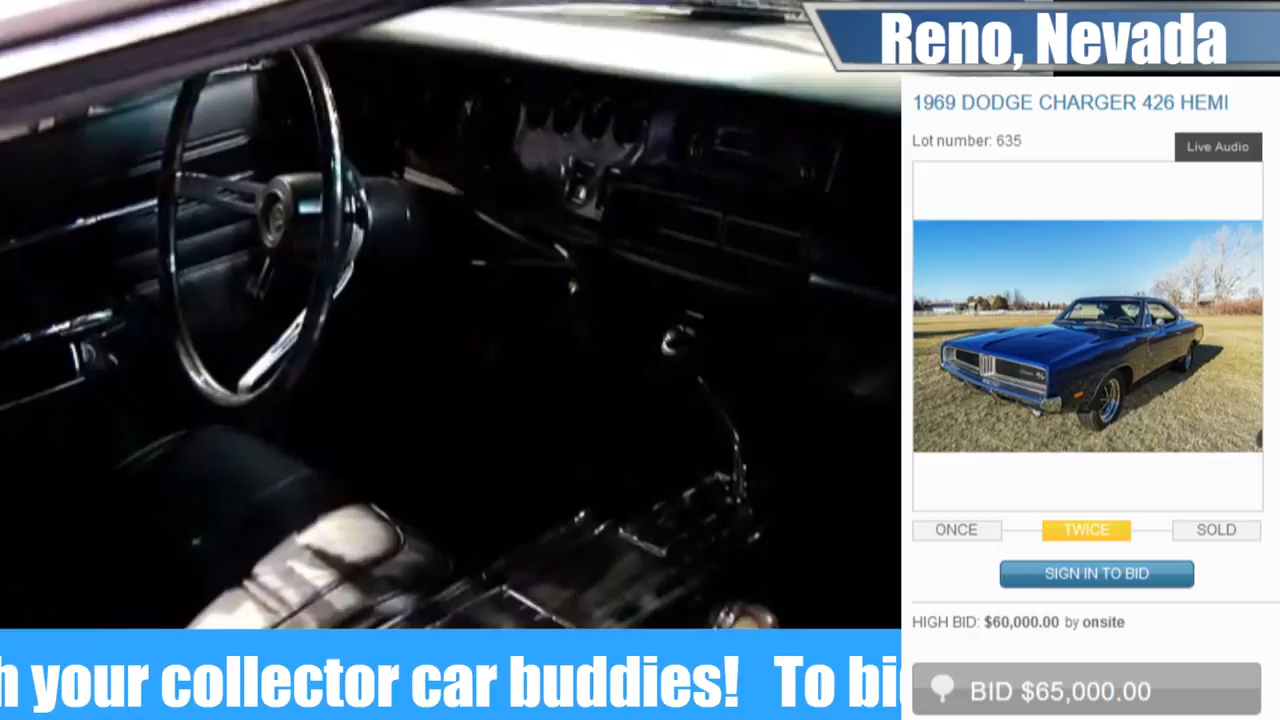 Reno, Nevada
1969 DODGE CHARGER 426 HEMI
Lot number: 635
Live Audio
ONCE
TWICE
SOLD
SIGN IN TO BID
HIGH BID: $60,000.00 by onsite
BID $65,000.00
h your collector car buddies! To bi